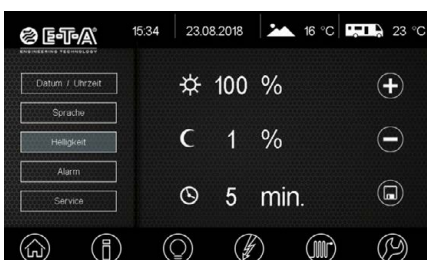 E-T-A
ENGINEERING TECHNOLOGY
15:34 23.08.2018 16 °C 23 °C
Datum / Uhrzeit
Sprache
Helligkeit
Alarm
Service
100 %
1 %
5 min.